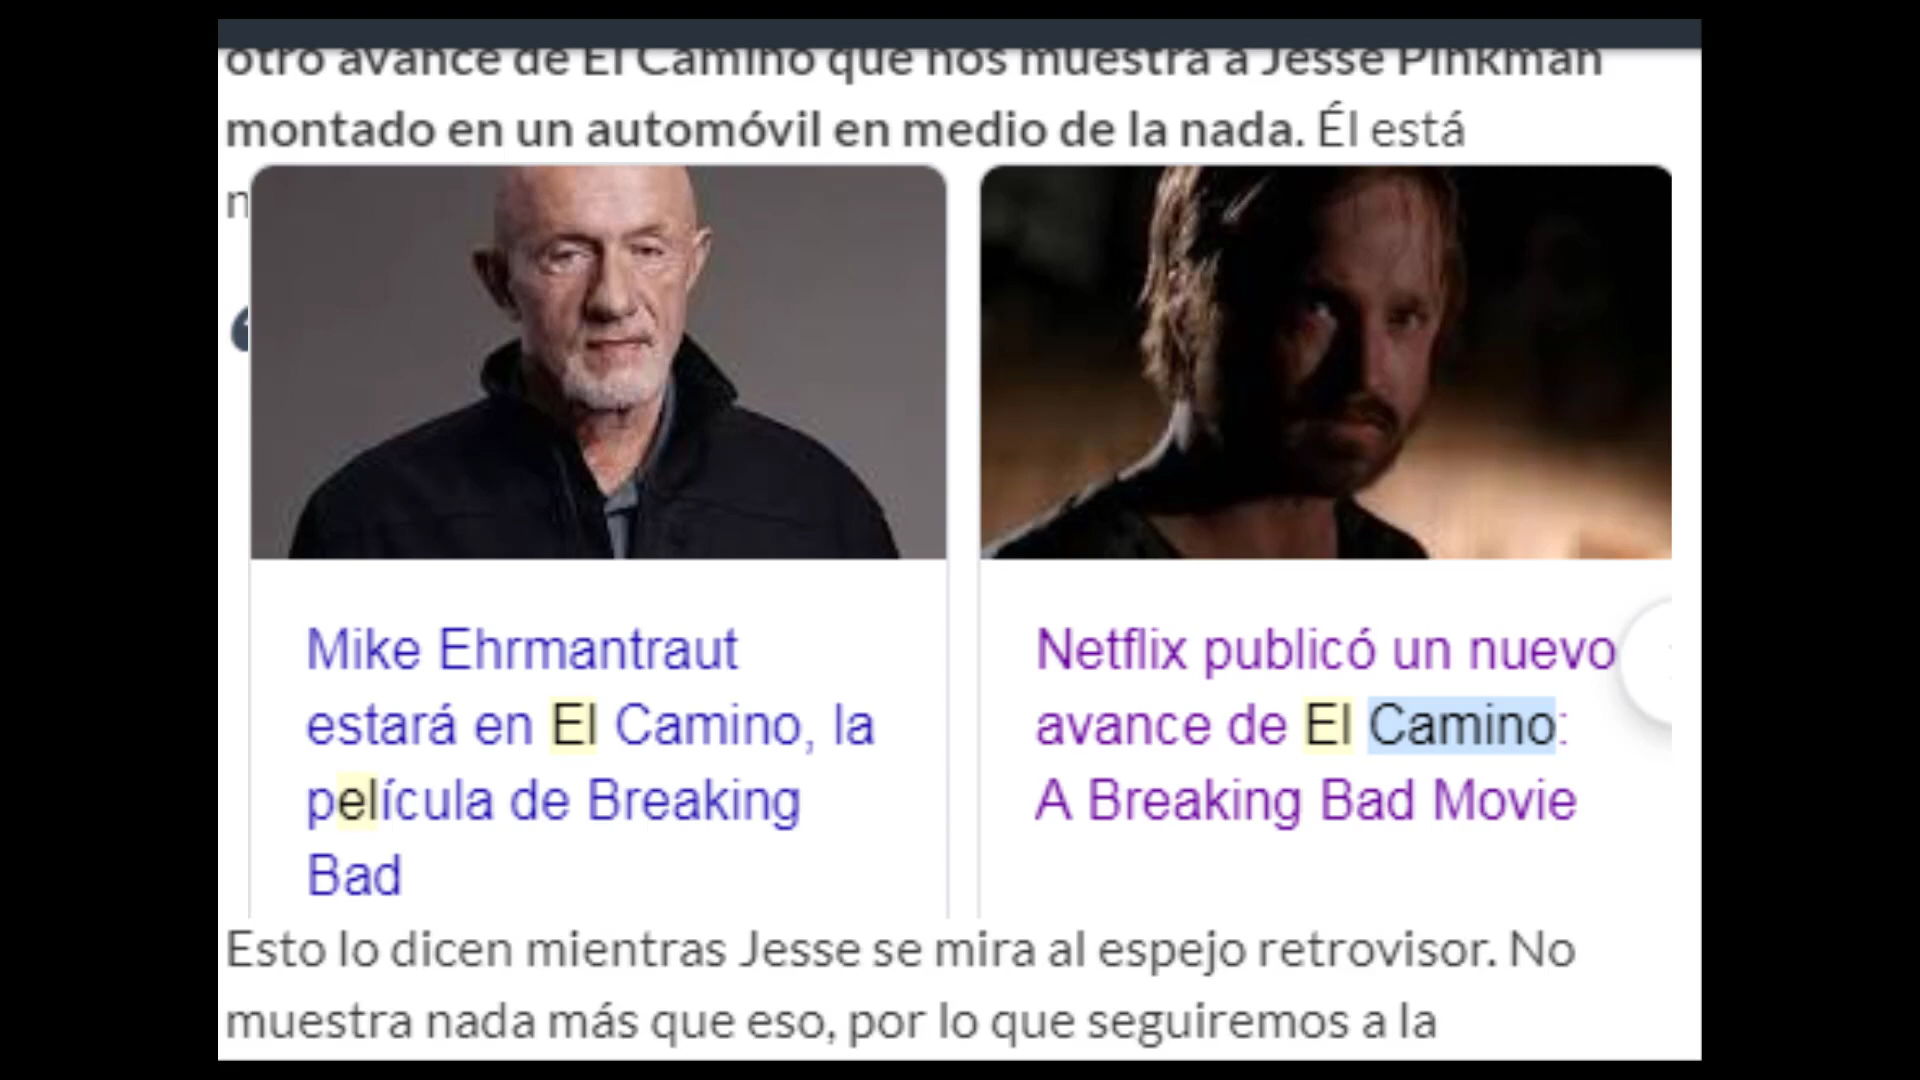 otro avance de El Camino que nos muestra a Jesse Pinkman
montado en un automóvil en medio de la nada. Él está
Mike Ehrmantraut
estará en El Camino, la
película de Breaking
Bad
Netflix publicó un nuevo
avance de El Camino:
A Breaking Bad Movie
Esto lo dicen mientras Jesse se mira al espejo retrovisor. No
muestra nada más que eso, por lo que seguiremos a la